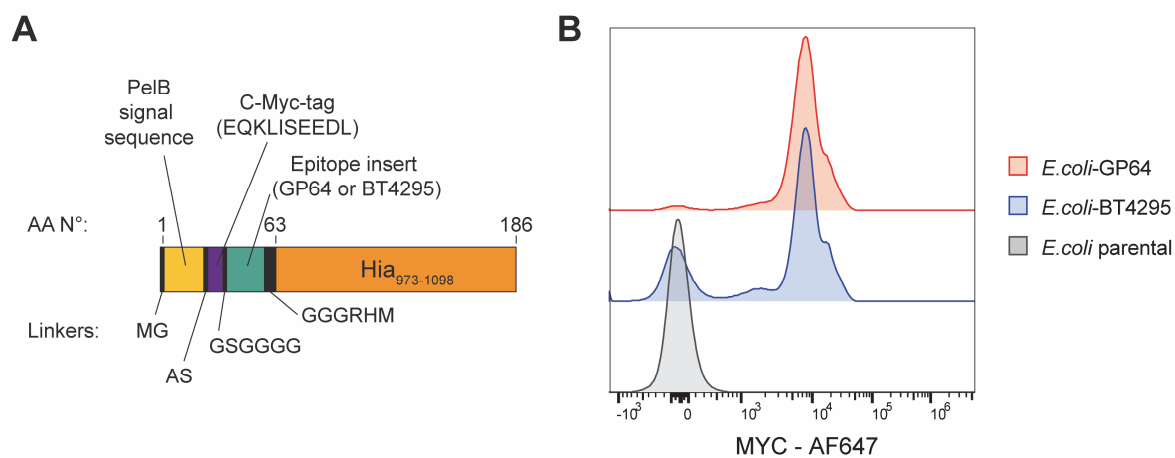 A
PelB
signal
sequence
C-Myc-tag
(EQKLISEEDL)
Epitope insert
(GP64 or BT4295)
AA N°:
1
63
186
Hia973-1098
Linkers:
MG
AS
GSGGGG
GGGRHM
B
E.coli-GP64
E.coli-BT4295
E.coli parental
-10³
0
10³
10⁴
10⁵
10⁶
MYC - AF647